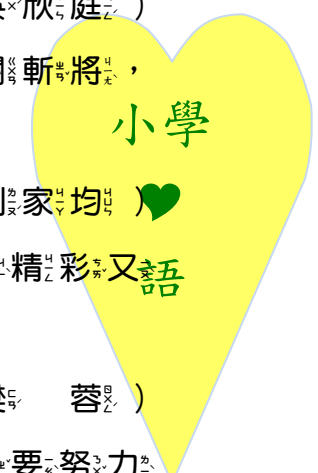 欣庭）
斬將，
小學
家均）
語
精彩又
蓉）
要努力